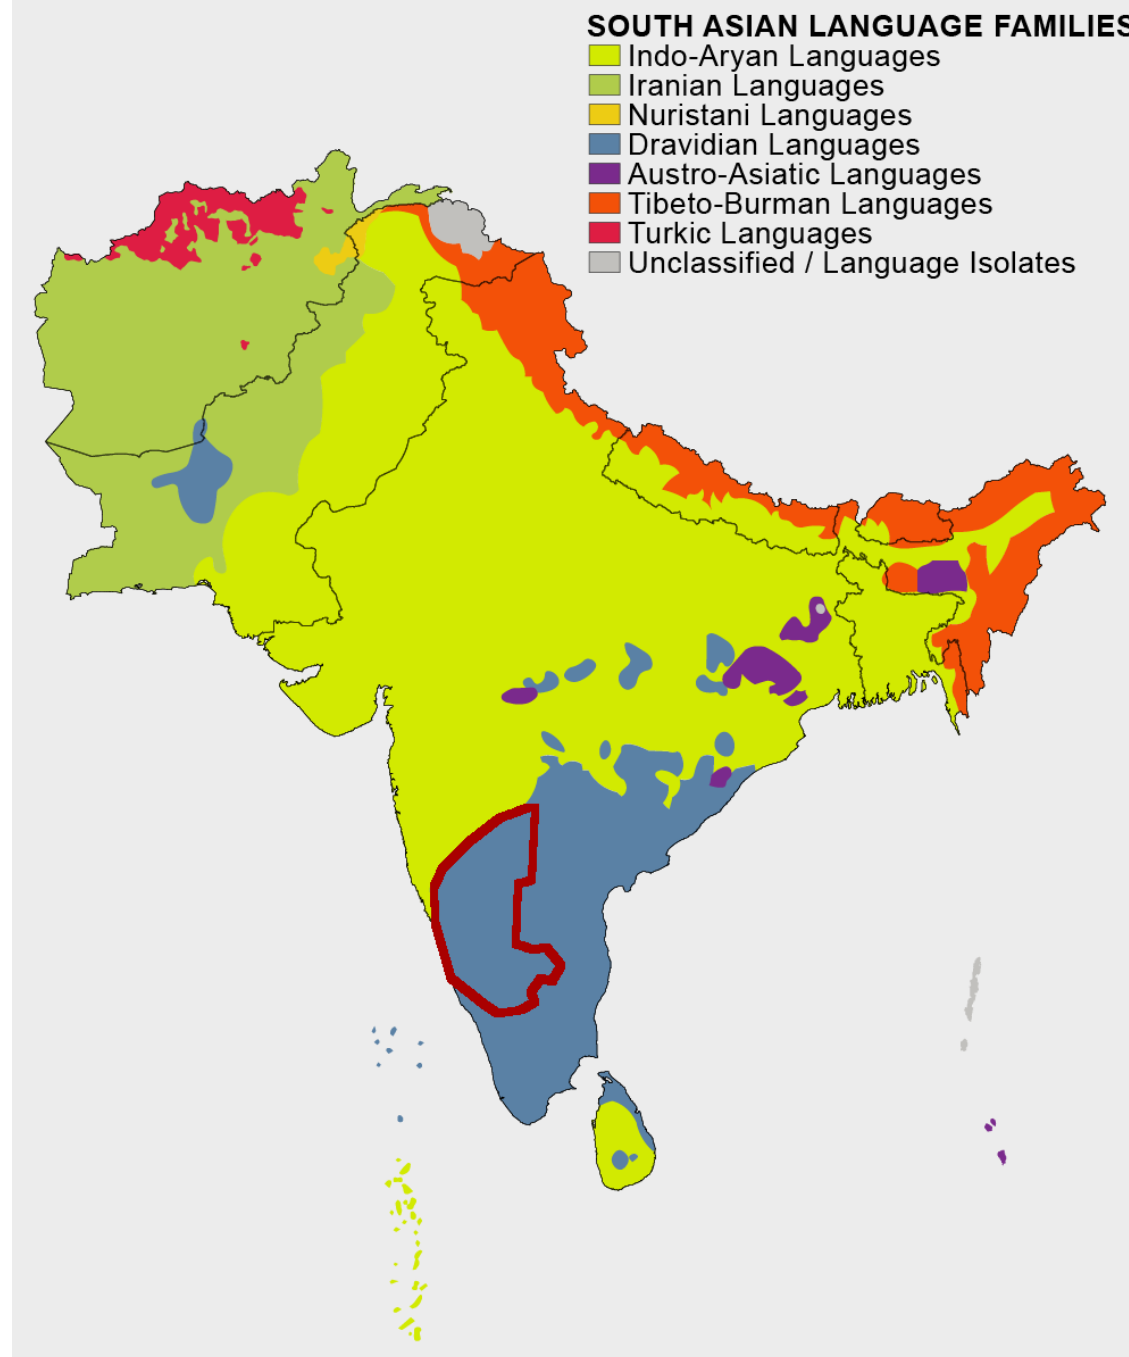 SOUTH ASIAN LANGUAGE FAMILIES
Indo-Aryan Languages
Iranian Languages
Nuristani Languages
Dravidian Languages
Austro-Asiatic Languages
Tibeto-Burman Languages
Turkic Languages
Unclassified / Language Isolates